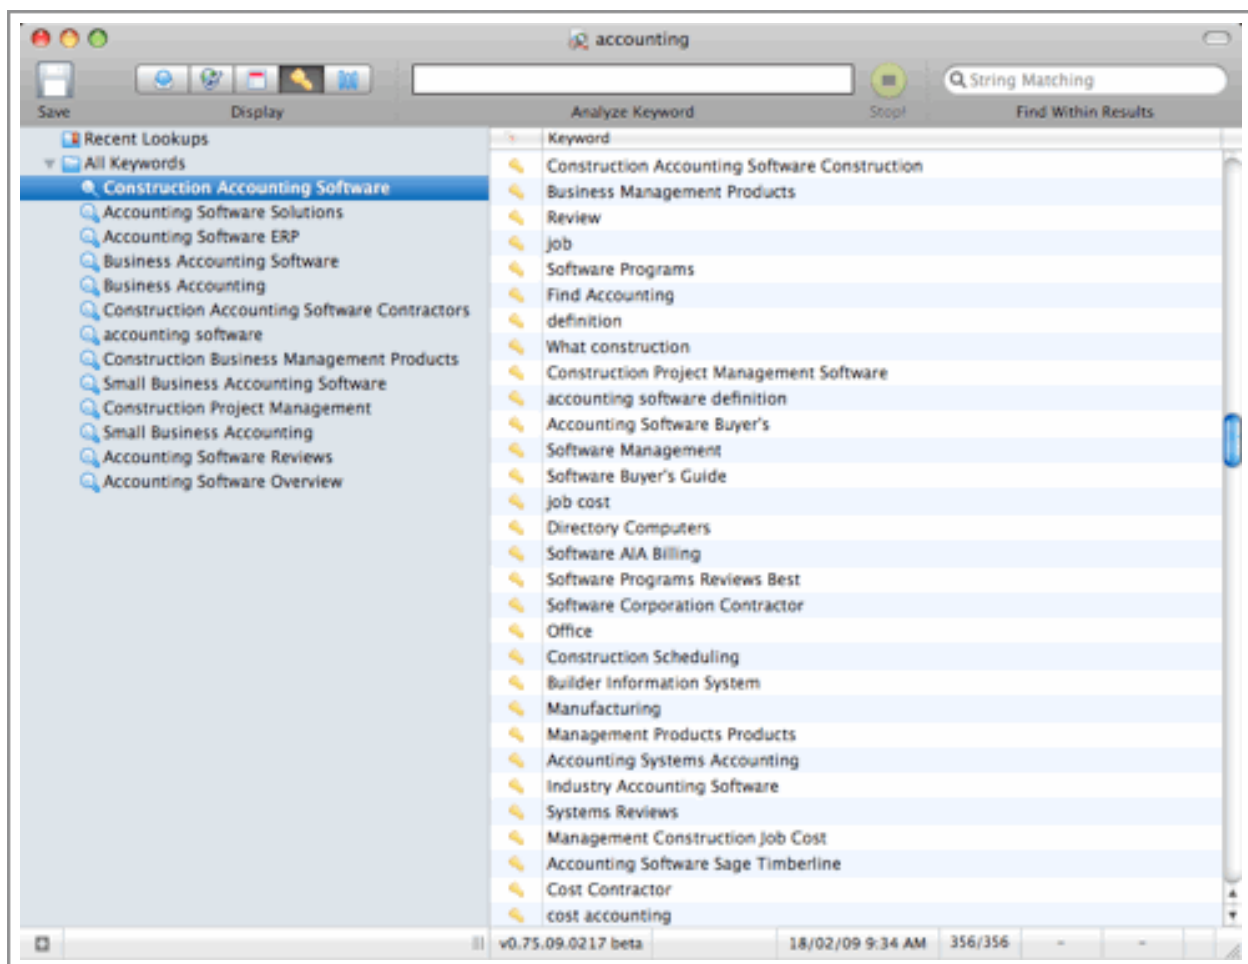 accounting
String Matching
Save Display Analyze Keyword Stop! Find Within Results
Recent Lookups
All Keywords
Construction Accounting Software
Accounting Software Solutions
Accounting Software ERP
Business Accounting Software
Business Accounting
Construction Accounting Software Contractors
accounting software
Construction Business Management Products
Small Business Accounting Software
Construction Project Management
Small Business Accounting
Accounting Software Reviews
Accounting Software Overview
Keyword
Construction Accounting Software Construction
Business Management Products
Review
job
Software Programs
Find Accounting
definition
What construction
Construction Project Management Software
accounting software definition
Accounting Software Buyer's
Software Management
Software Buyer's Guide
job cost
Directory Computers
Software AIA Billing
Software Programs Reviews Best
Software Corporation Contractor
Office
Construction Scheduling
Builder Information System
Manufacturing
Management Products Products
Accounting Systems Accounting
Industry Accounting Software
Systems Reviews
Management Construction Job Cost
Accounting Software Sage Timberline
Cost Contractor
cost accounting
v0.75.09.0217 beta 18/02/09 9:34 AM 356/356 - -